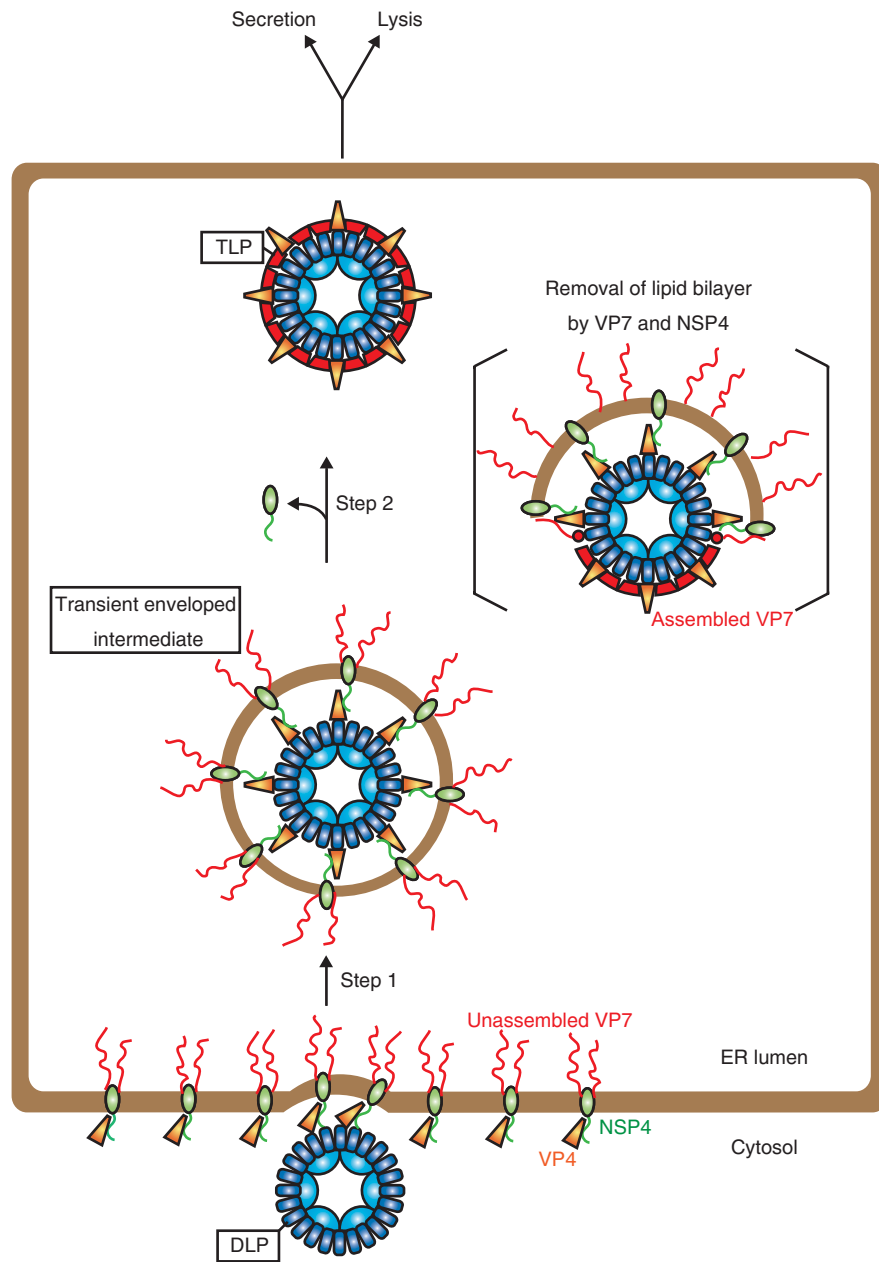 Secretion Lysis
TLP
Removal of lipid bilayer
by VP7 and NSP4
Step 2
Transient enveloped
intermediate
Assembled VP7
Step 1
Unassembled VP7
ER lumen
NSP4
Cytosol
VP4
DLP